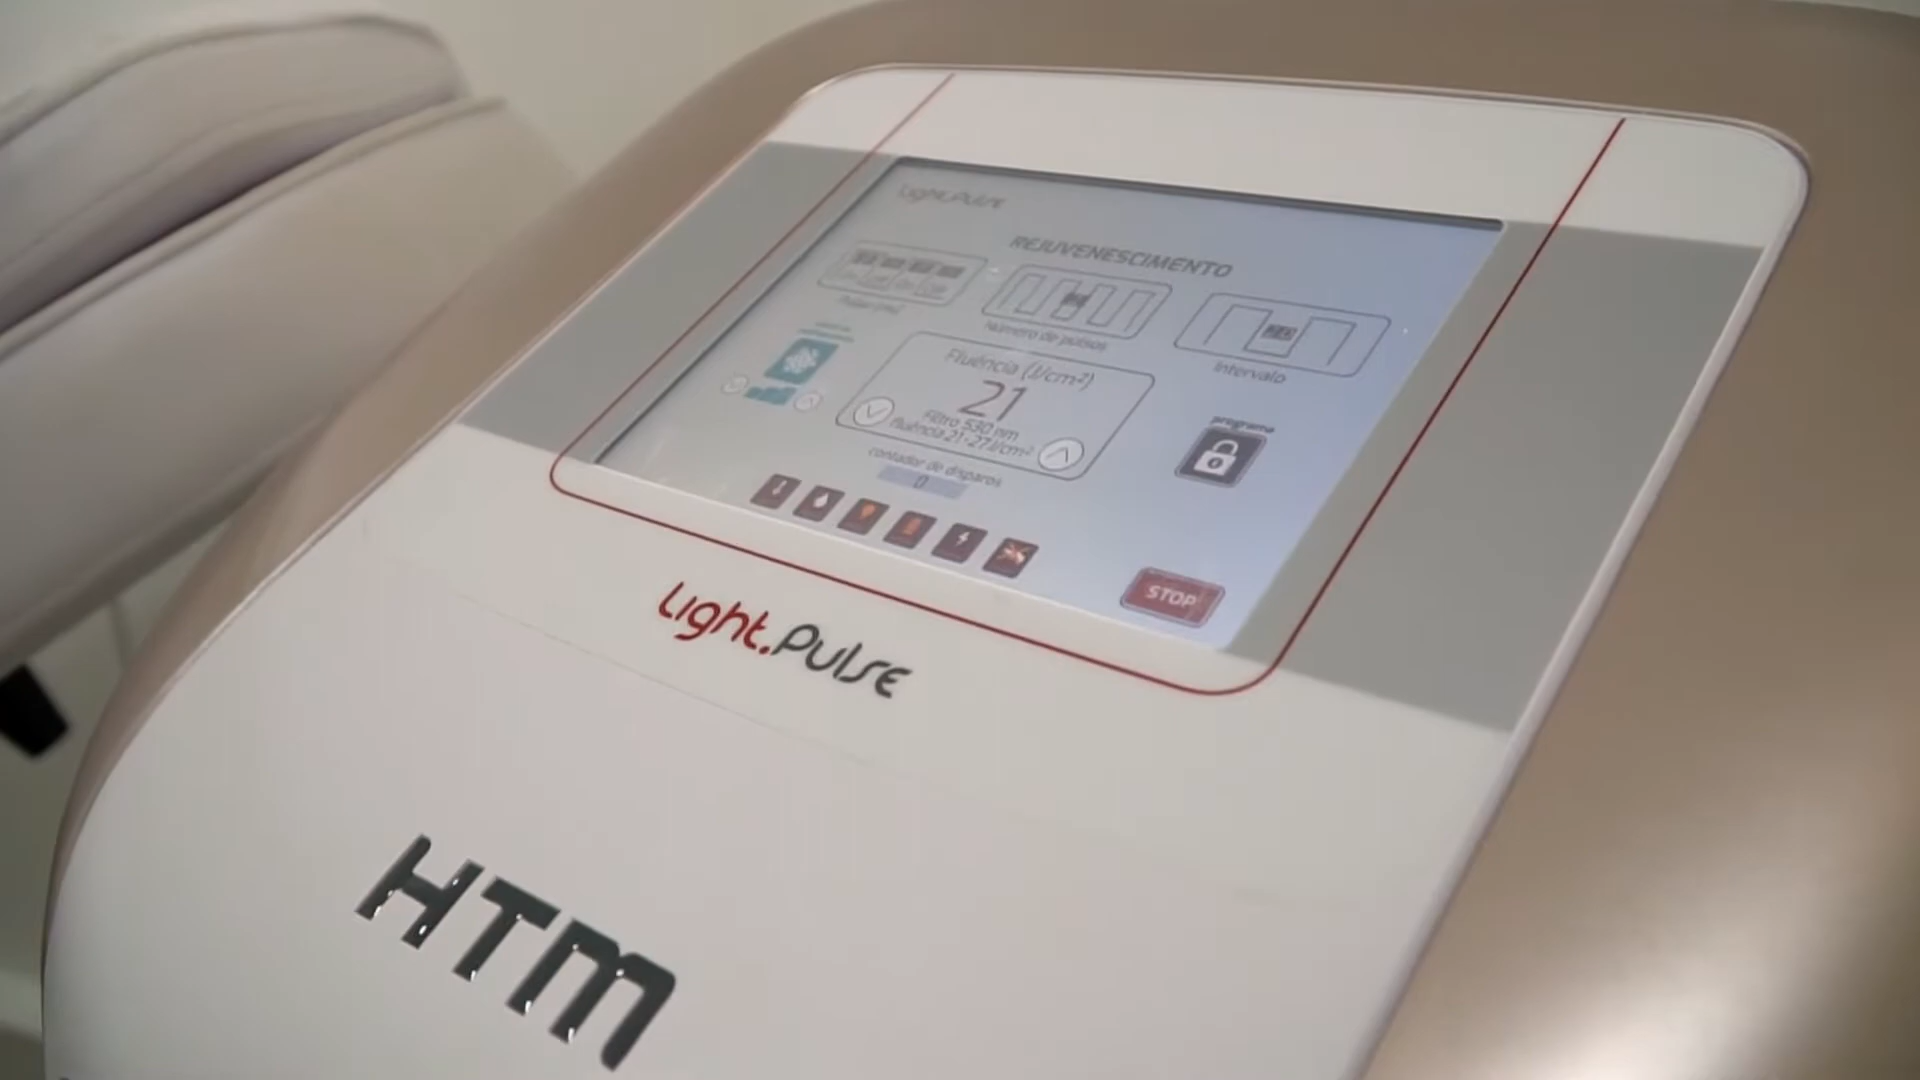 Light.Pulse
REJUVENESCIMENTO
Número de pulsos
Intervalo
Fluência (J/cm²)
21
Filtro 530 nm
fluência 21-27J/cm²
programa
contador de disparos
0
STOP
Light.Pulse
HTM